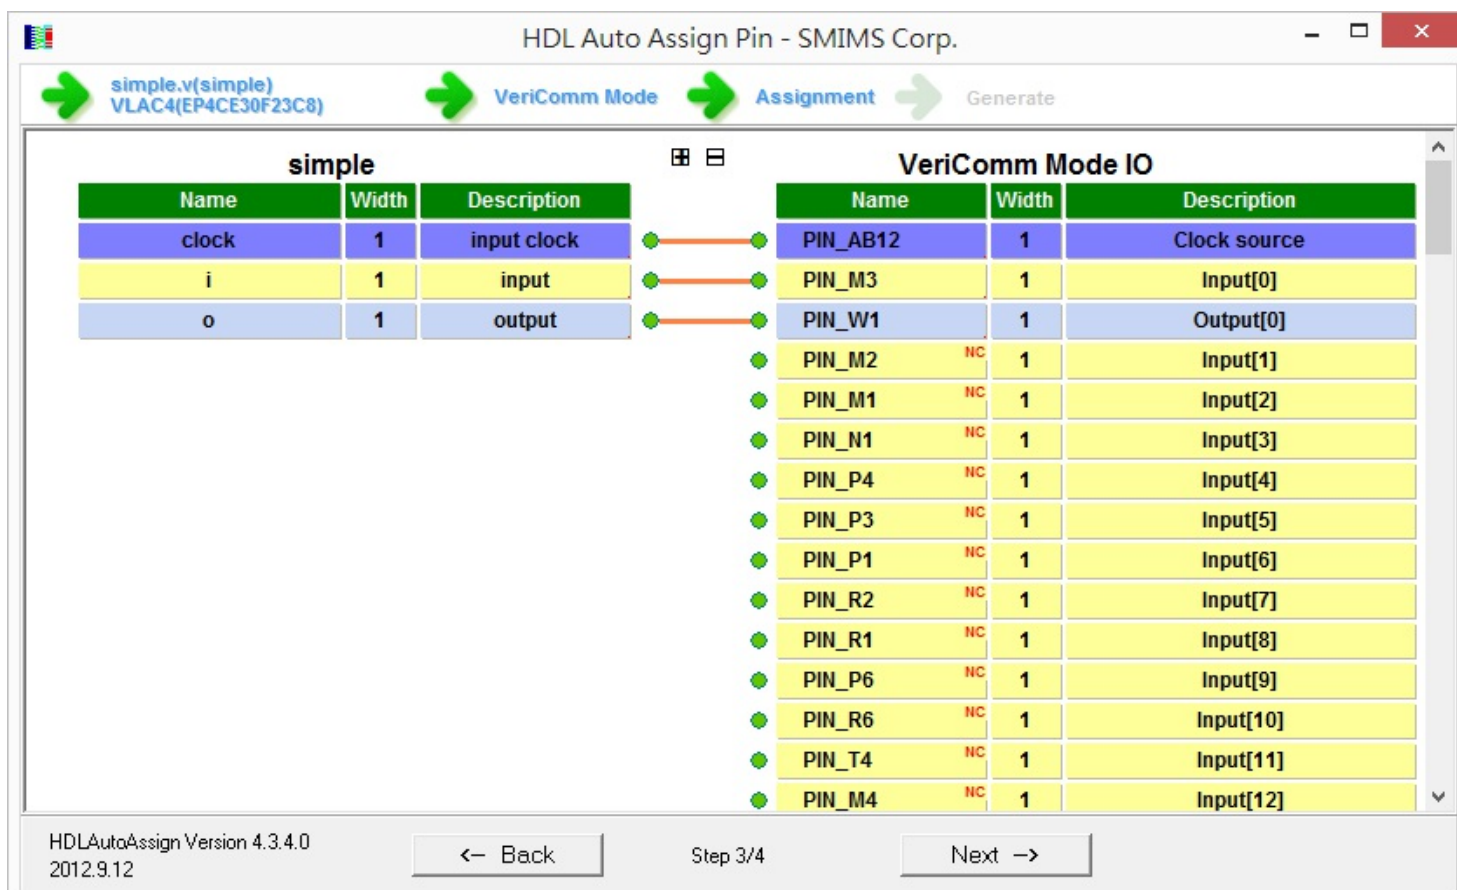 HDL Auto Assign Pin - SMIMS Corp.
simple.v(simple)
VLAC4(EP4CE30F23C8)
VeriComm Mode
Assignment
Generate
simple
VeriComm Mode IO
Name Width Description Name Width Description
clock 1 input clock PIN_AB12 1 Clock source
i 1 input PIN_M3 1 Input[0]
o 1 output PIN_W1 1 Output[0]
PIN_M2 NC 1 Input[1]
PIN_M1 NC 1 Input[2]
PIN_N1 NC 1 Input[3]
PIN_P4 NC 1 Input[4]
PIN_P3 NC 1 Input[5]
PIN_P1 NC 1 Input[6]
PIN_R2 NC 1 Input[7]
PIN_R1 NC 1 Input[8]
PIN_P6 NC 1 Input[9]
PIN_R6 NC 1 Input[10]
PIN_T4 NC 1 Input[11]
PIN_M4 NC 1 Input[12]
HDLAutoAssign Version 4.3.4.0
2012.9.12
<-- Back
Step 3/4
Next -->